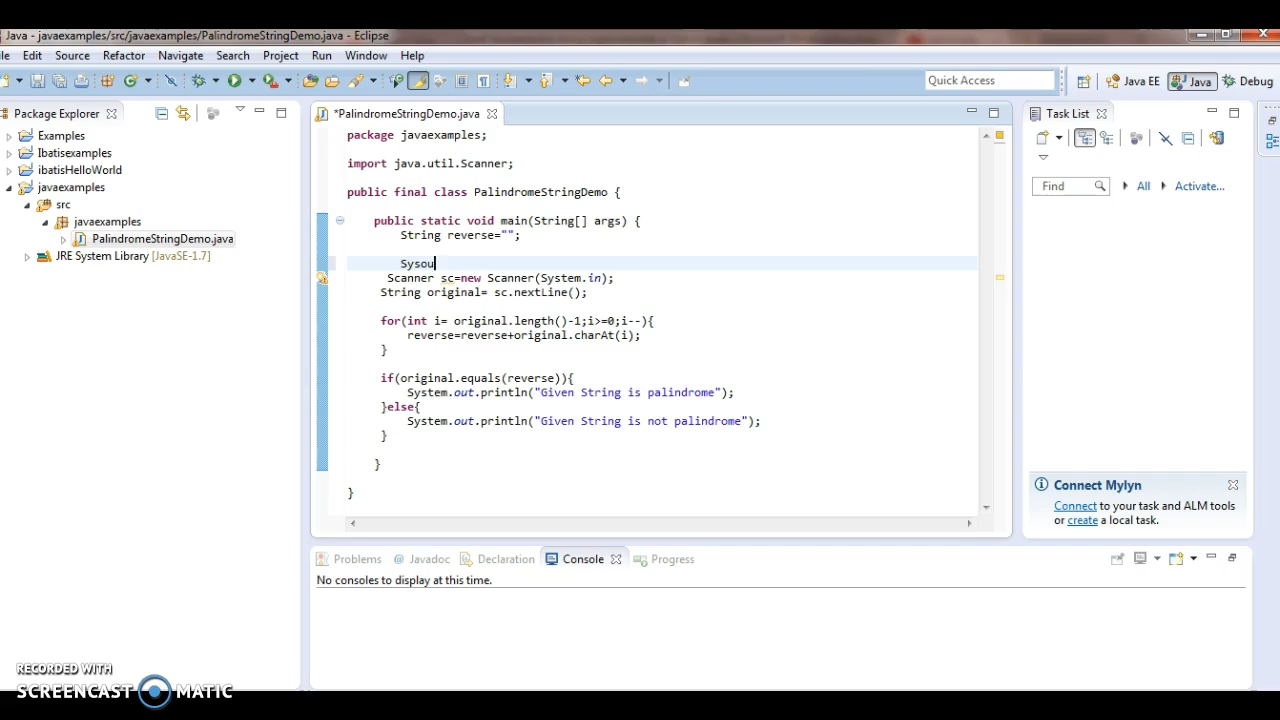 Java - javaexamples/src/javaexamples/PalindromeStringDemo.java - Eclipse
le Edit Source Refactor Navigate Search Project Run Window Help
Quick Access
Java EE
Java
Debug
Package Explorer
Examples
Ibatisexamples
ibatisHelloWorld
javaexamples
src
javaexamples
PalindromeStringDemo.java
JRE System Library [JavaSE-1.7]
*PalindromeStringDemo.java
package javaexamples;
import java.util.Scanner;
public final class PalindromeStringDemo {
public static void main(String[] args) {
String reverse="";
Sysou
Scanner sc=new Scanner(System.in);
String original= sc.nextLine();
for(int i= original.length()-1;i>=0;i--){
reverse=reverse+original.charAt(i);
}
if(original.equals(reverse)){
System.out.println("Given String is palindrome");
}else{
System.out.println("Given String is not palindrome");
}
}
}
Task List
Find
All
Activate...
Connect Mylyn
Connect to your task and ALM tools
or create a local task.
Problems
@ Javadoc
Declaration
Console
Progress
No consoles to display at this time.
RECORDED WITH
SCREENCAST MATIC